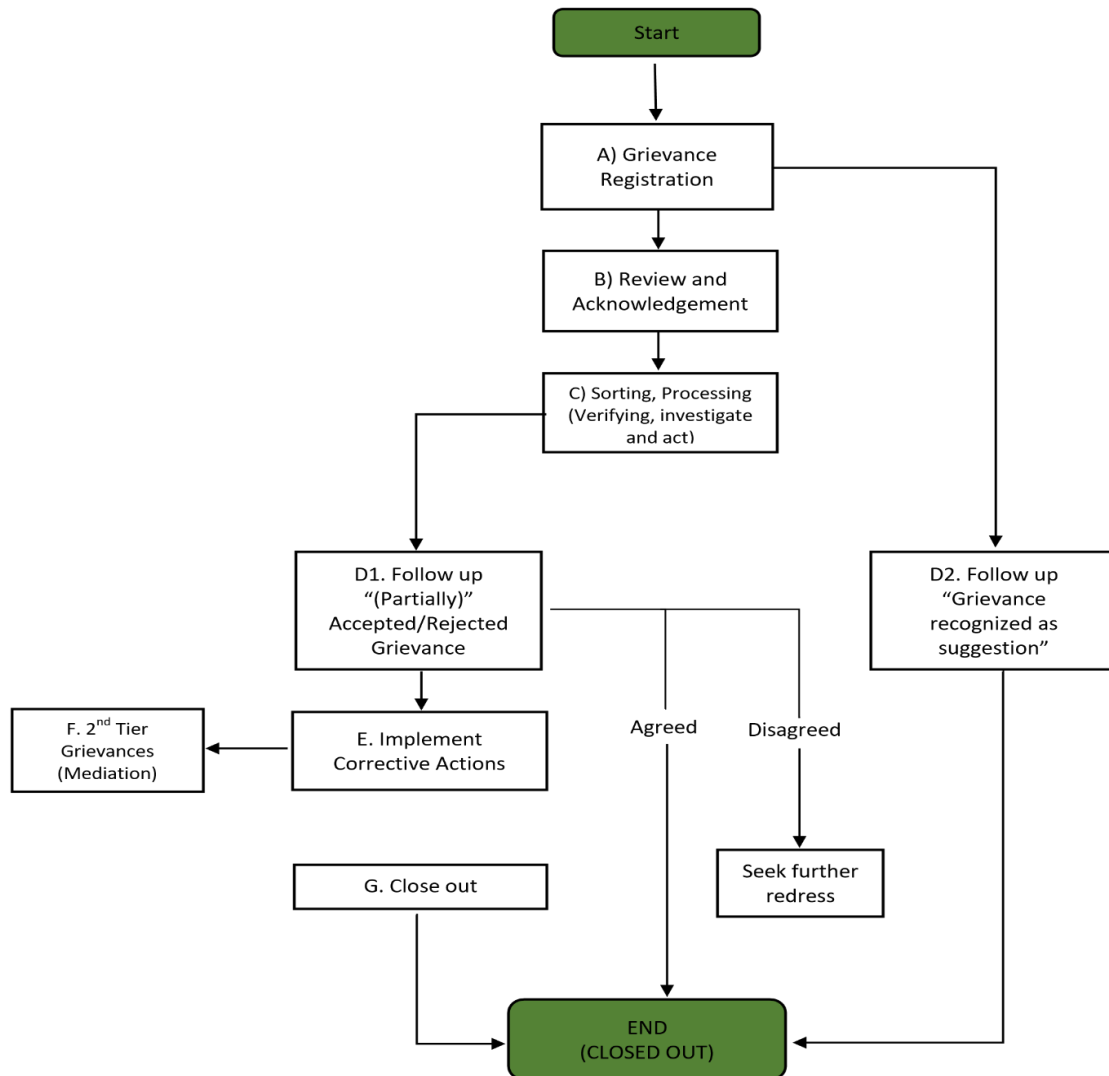 Start
A) Grievance
Registration
B) Review and
Acknowledgement
C) Sorting, Processing
(Verifying, investigate
and act)
D1. Follow up
“(Partially)”
Accepted/Rejected
Grievance
D2. Follow up
“Grievance
recognized as
suggestion”
F. 2nd Tier
Grievances
(Mediation)
E. Implement
Corrective Actions
Agreed
Disagreed
G. Close out
Seek further
redress
END
(CLOSED OUT)